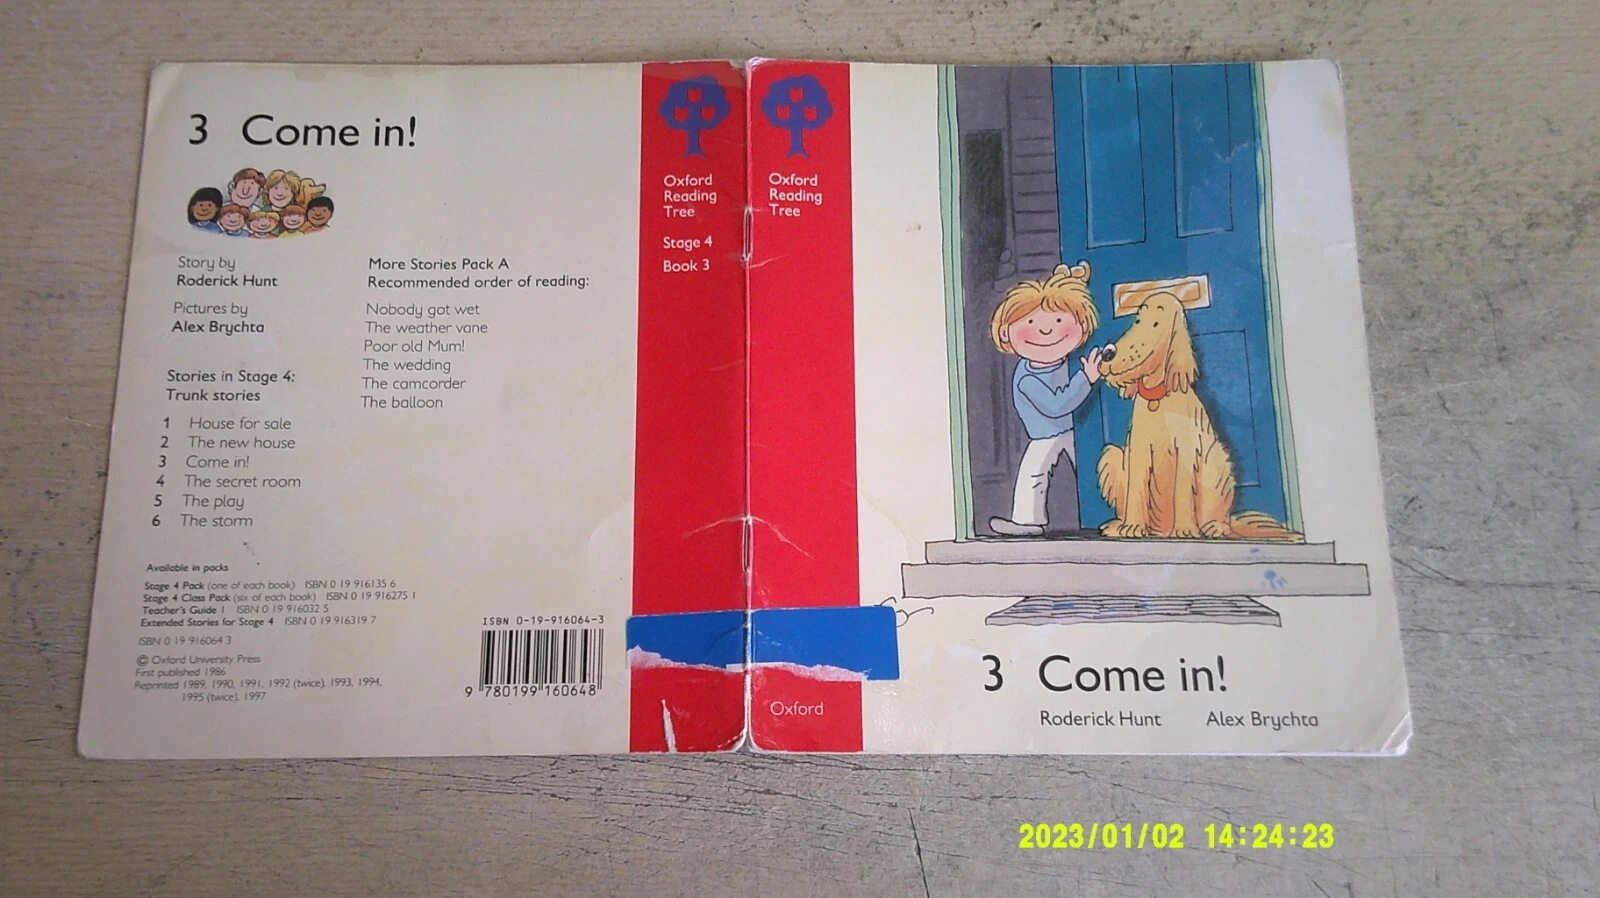 3 Come in!
Story by
Roderick Hunt
Pictures by
Alex Brychta
Stories in Stage 4:
Trunk stories
1 House for sale
2 The new house
3 Come in!
4 The secret room
5 The play
6 The storm
More Stories Pack A
Recommended order of reading:
Nobody got wet
The weather vane
Poor old Mum!
The wedding
The camcorder
The balloon
Available in packs
Stage 4 Pack (one of each book) ISBN 0 19 916135 6
Stage 4 Class Pack (six of each book) ISBN 0 19 916275 1
Teacher's Guide 1 ISBN 0 19 916032 5
Extended Stories for Stage 4 ISBN 0 19 916319 7
ISBN 0 19 916064 3
© Oxford University Press
First published 1986
Reprinted 1989, 1990, 1991, 1992 (twice), 1993, 1994,
1995 (twice), 1997
ISBN 0-19-916064-3
9 780199 160648
Oxford
Reading
Tree
Stage 4
Book 3
Oxford
Reading
Tree
Oxford
3 Come in!
Roderick Hunt Alex Brychta
2023/01/02 14:24:23